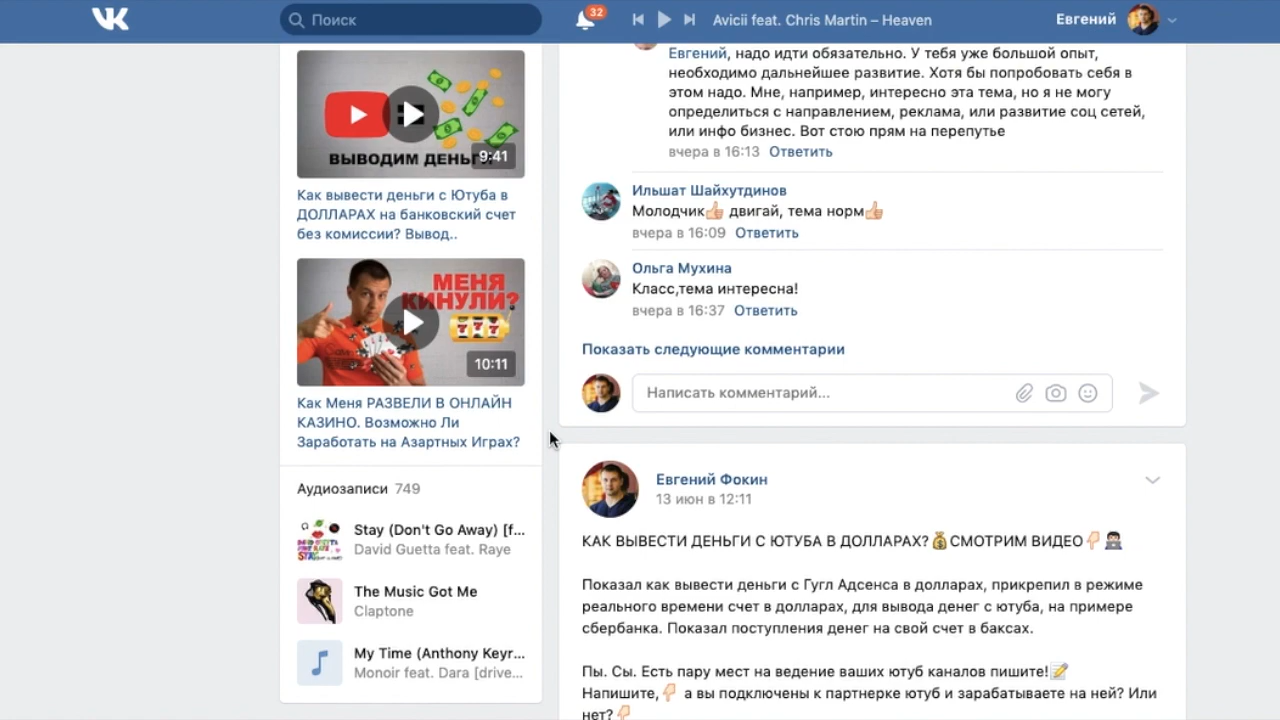 Поиск
32
Avicii feat. Chris Martin – Heaven
Евгений
ВЫВОДИМ ДЕНЬГИ
9:41
Как вывести деньги с Ютуба в
ДОЛЛАРАХ на банковский счет
без комиссии? Вывод..
МЕНЯ
КИНУЛИ?
777
10:11
Как Меня РАЗВЕЛИ В ОНЛАЙН
КАЗИНО. Возможно Ли
Заработать на Азартных Играх?
Аудиозаписи 749
Stay (Don't Go Away) [f...
David Guetta feat. Raye
The Music Got Me
Claptone
My Time (Anthony Keyr...
Monoir feat. Dara [drive...
Евгений, надо идти обязательно. У тебя уже большой опыт,
необходимо дальнейшее развитие. Хотя бы попробовать себя в
этом надо. Мне, например, интересно эта тема, но я не могу
определиться с направлением, реклама, или развитие соц сетей,
или инфо бизнес. Вот стою прям на перепутье
вчера в 16:13 Ответить
Ильшат Шайхутдинов
Молодчик👍🏻 двигай, тема норм👍🏻
вчера в 16:09 Ответить
Ольга Мухина
Класс,тема интересна!
вчера в 16:37 Ответить
Показать следующие комментарии
Написать комментарий...
Евгений Фокин
13 июн в 12:11
КАК ВЫВЕСТИ ДЕНЬГИ С ЮТУБА В ДОЛЛАРАХ?💰СМОТРИМ ВИДЕО👇🏻👨🏻‍💻
Показал как вывести деньги с Гугл Адсенса в долларах, прикрепил в режиме
реального времени счет в долларах, для вывода денег с ютуба, на примере
сбербанка. Показал поступления денег на свой счет в баксах.
Пы. Сы. Есть пару мест на ведение ваших ютуб каналов пишите!📝
Напишите,👇🏻 а вы подключены к партнерке ютуб и зарабатываете на ней? Или
нет?👇🏻